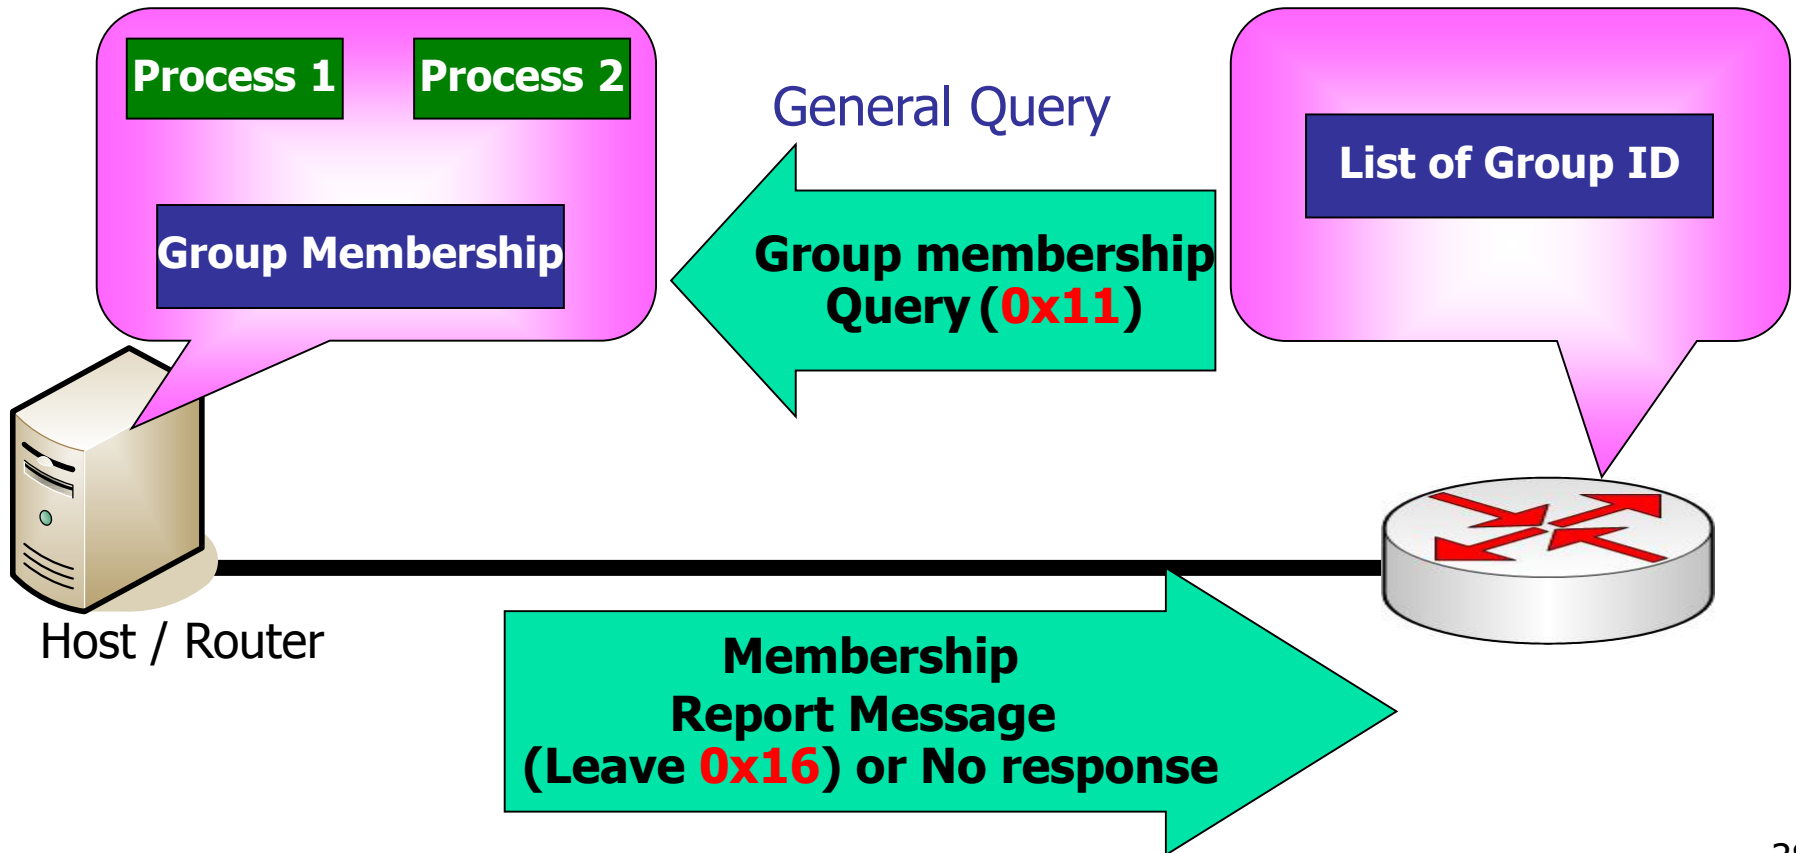 Process 1
Process 2
Group Membership
General Query
Group membership
Query (0x11)
List of Group ID
Host / Router
Membership
Report Message
(Leave 0x16) or No response